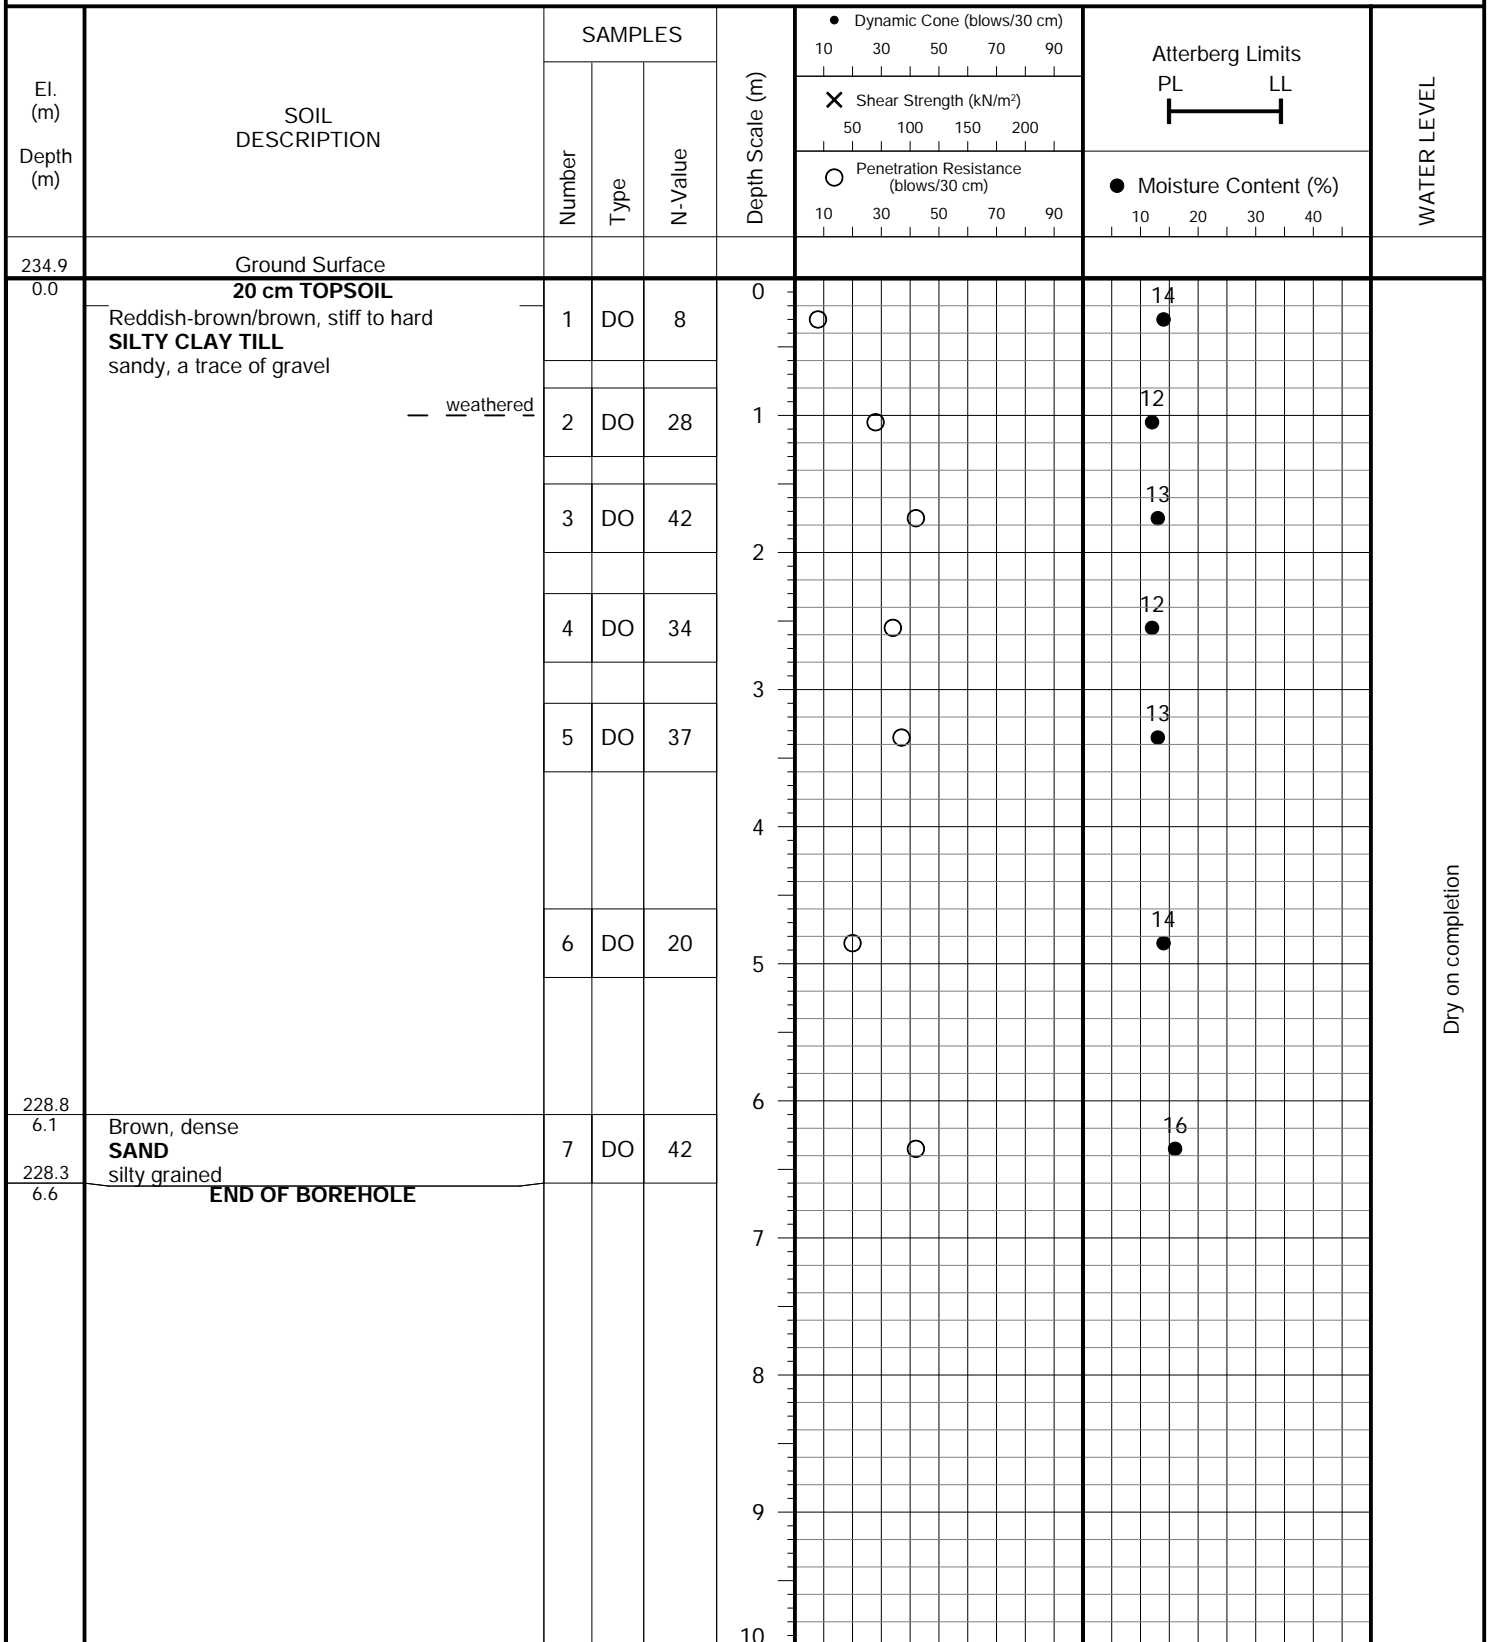 El.
(m)
Depth
(m)
SOIL
DESCRIPTION
SAMPLES
Number
Type
N-Value
Depth Scale (m)
Dynamic Cone (blows/30 cm)
10 30 50 70 90
Shear Strength (kN/m²)
50 100 150 200
Penetration Resistance
(blows/30 cm)
10 30 50 70 90
Atterberg Limits
PL LL
Moisture Content (%)
10 20 30 40
WATER LEVEL
234.9 Ground Surface
0.0 20 cm TOPSOIL
Reddish-brown/brown, stiff to hard
SILTY CLAY TILL
sandy, a trace of gravel
weathered
1 DO 8
2 DO 28
3 DO 42
4 DO 34
5 DO 37
6 DO 20
228.8
6.1 Brown, dense
SAND
228.3 silty grained
6.6 END OF BOREHOLE
7 DO 42
0
1
2
3
4
5
6
7
8
9
10
14
12
13
12
13
14
16
Dry on completion